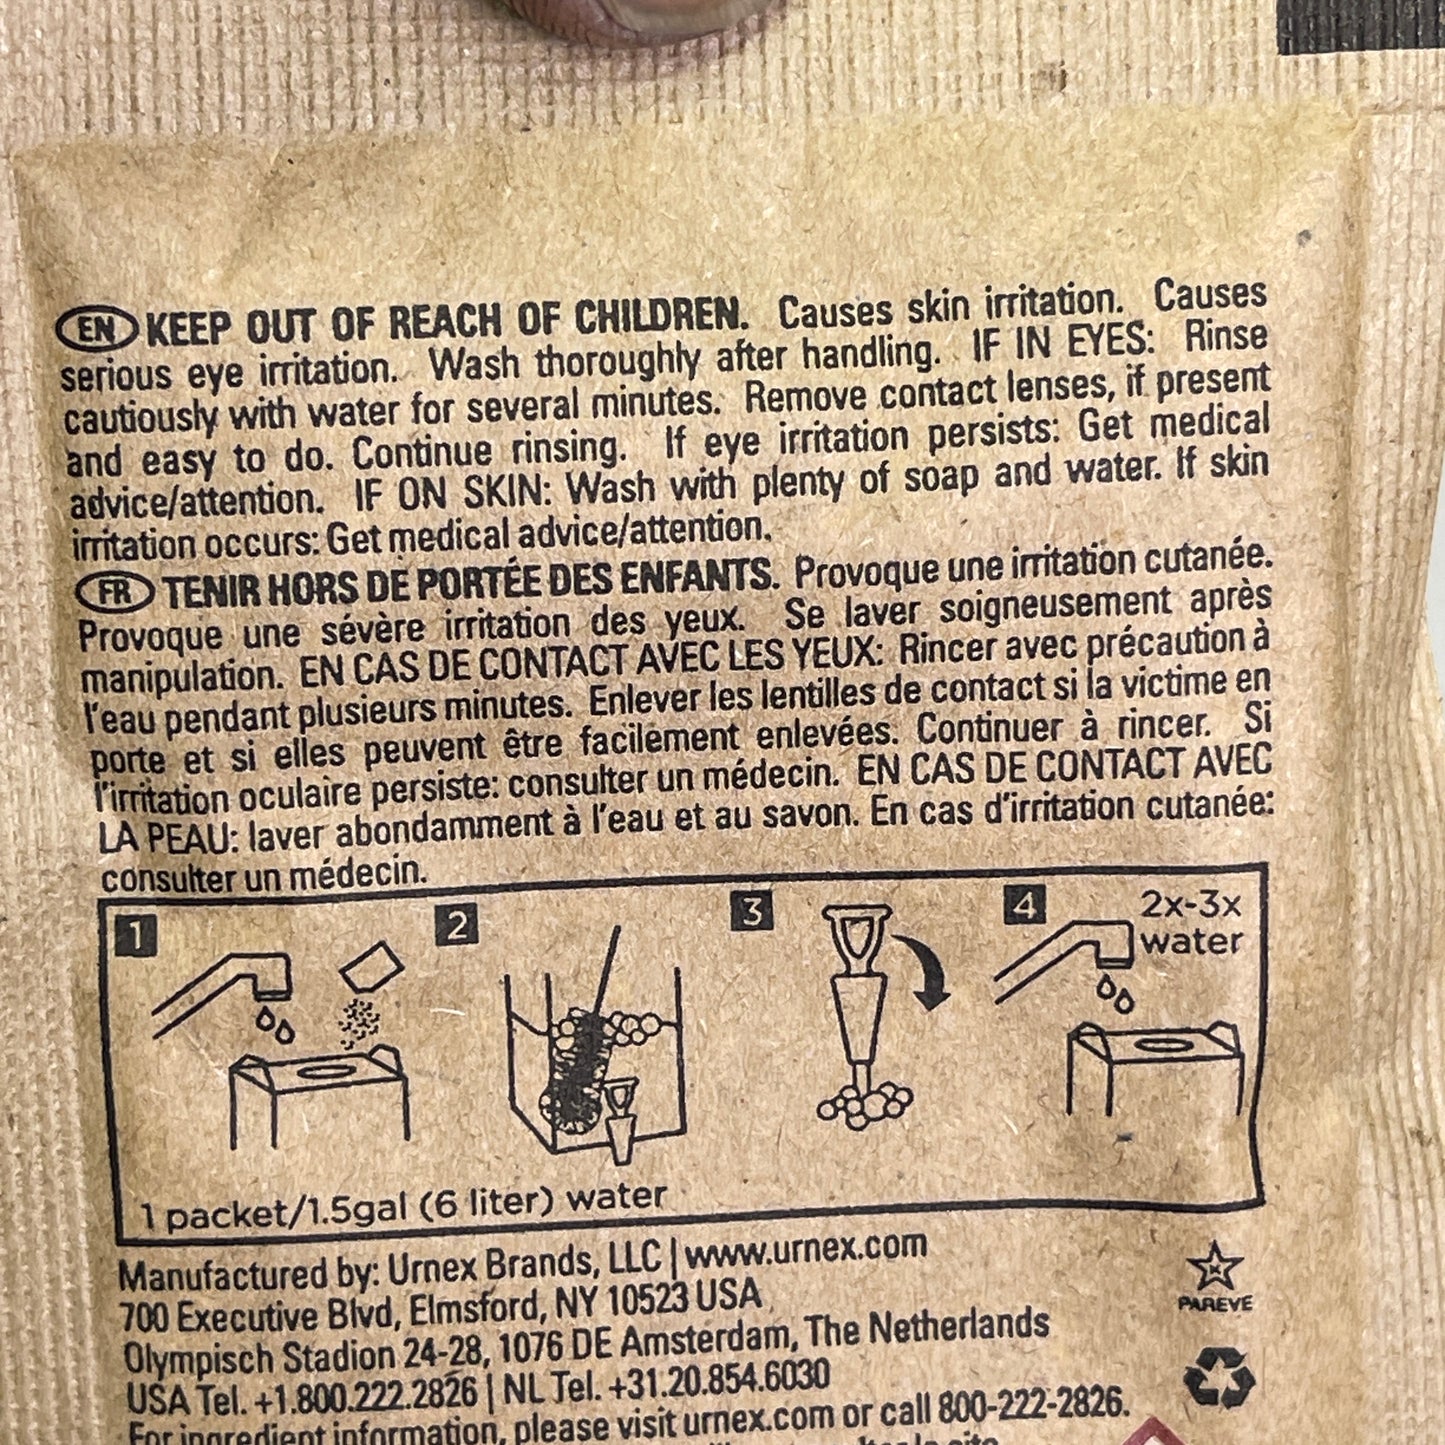 EN KEEP OUT OF REACH OF CHILDREN. Causes skin irritation. Causes
serious eye irritation. Wash thoroughly after handling. IF IN EYES: Rinse
cautiously with water for several minutes. Remove contact lenses, if present
and easy to do. Continue rinsing. If eye irritation persists: Get medical
advice/attention. IF ON SKIN: Wash with plenty of soap and water. If skin
irritation occurs: Get medical advice/attention.
FR TENIR HORS DE PORTÉE DES ENFANTS. Provoque une irritation cutanée.
Provoque une sévère irritation des yeux. Se laver soigneusement après
manipulation. EN CAS DE CONTACT AVEC LES YEUX: Rincer avec précaution à
l'eau pendant plusieurs minutes. Enlever les lentilles de contact si la victime en
porte et si elles peuvent être facilement enlevées. Continuer à rincer. Si
l'irritation oculaire persiste: consulter un médecin. EN CAS DE CONTACT AVEC
LA PEAU: laver abondamment à l'eau et au savon. En cas d'irritation cutanée:
consulter un médecin.
1 2 3 4
2x-3x
water
1 packet/1.5gal (6 liter) water
Manufactured by: Urnex Brands, LLC | www.urnex.com
700 Executive Blvd, Elmsford, NY 10523 USA
Olympisch Stadion 24-28, 1076 DE Amsterdam, The Netherlands
USA Tel. +1.800.222.2826 | NL Tel. +31.20.854.6030
For ingredient information, please visit urnex.com or call 800-222-2826.
K
PAREVE